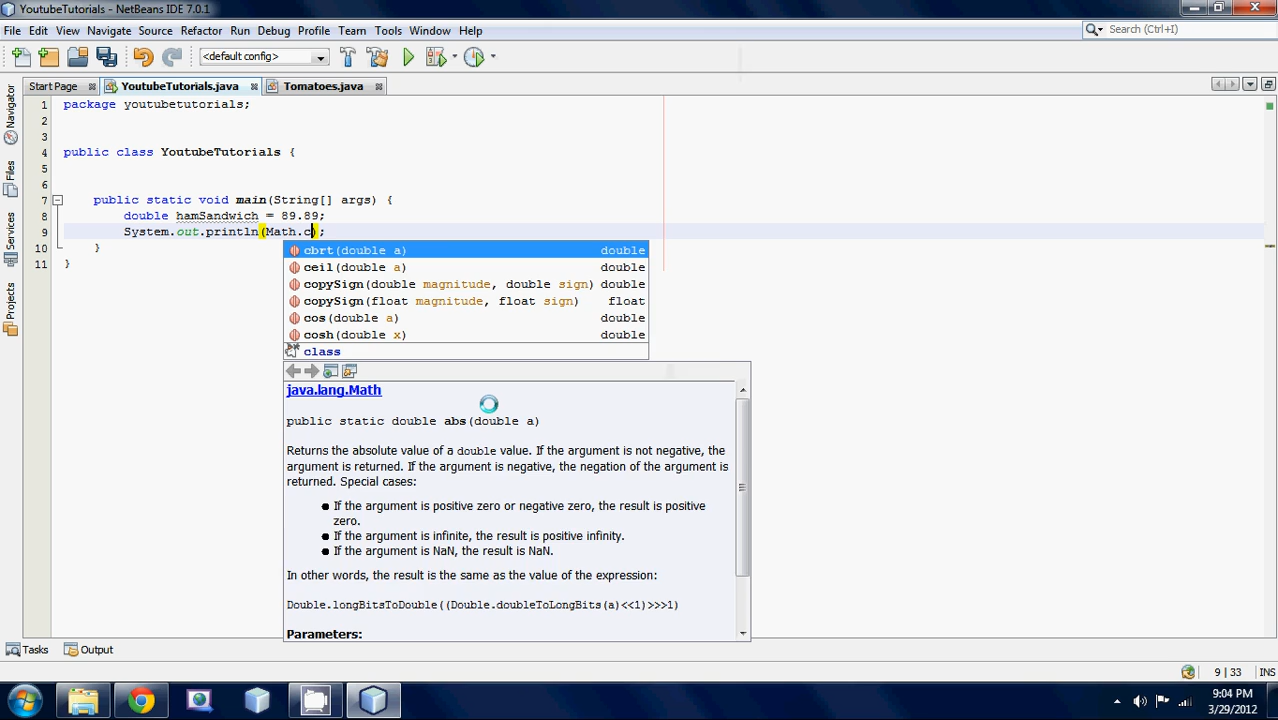 YoutubeTutorials - NetBeans IDE 7.0.1
File Edit View Navigate Source Refactor Run Debug Profile Team Tools Window Help
Search (Ctrl+I)
<default config>
Start Page YoutubeTutorials.java Tomatoes.java
Navigator
Files
Services
Projects
1 package youtubetutorials;
2
3
4 public class YoutubeTutorials {
5
6
7 public static void main(String[] args) {
8 double hamSandwich = 89.89;
9 System.out.println(Math.c);
10 }
11 }
cbrt(double a) double
ceil(double a) double
copySign(double magnitude, double sign) double
copySign(float magnitude, float sign) float
cos(double a) double
cosh(double x) double
class
java.lang.Math
public static double abs(double a)
Returns the absolute value of a double value. If the argument is not negative, the
argument is returned. If the argument is negative, the negation of the argument is
returned. Special cases:
● If the argument is positive zero or negative zero, the result is positive
zero.
● If the argument is infinite, the result is positive infinity.
● If the argument is NaN, the result is NaN.
In other words, the result is the same as the value of the expression:
Double.longBitsToDouble((Double.doubleToLongBits(a)<<1)>>>1)
Parameters:
Tasks Output
9 | 33 INS
9:04 PM
3/29/2012